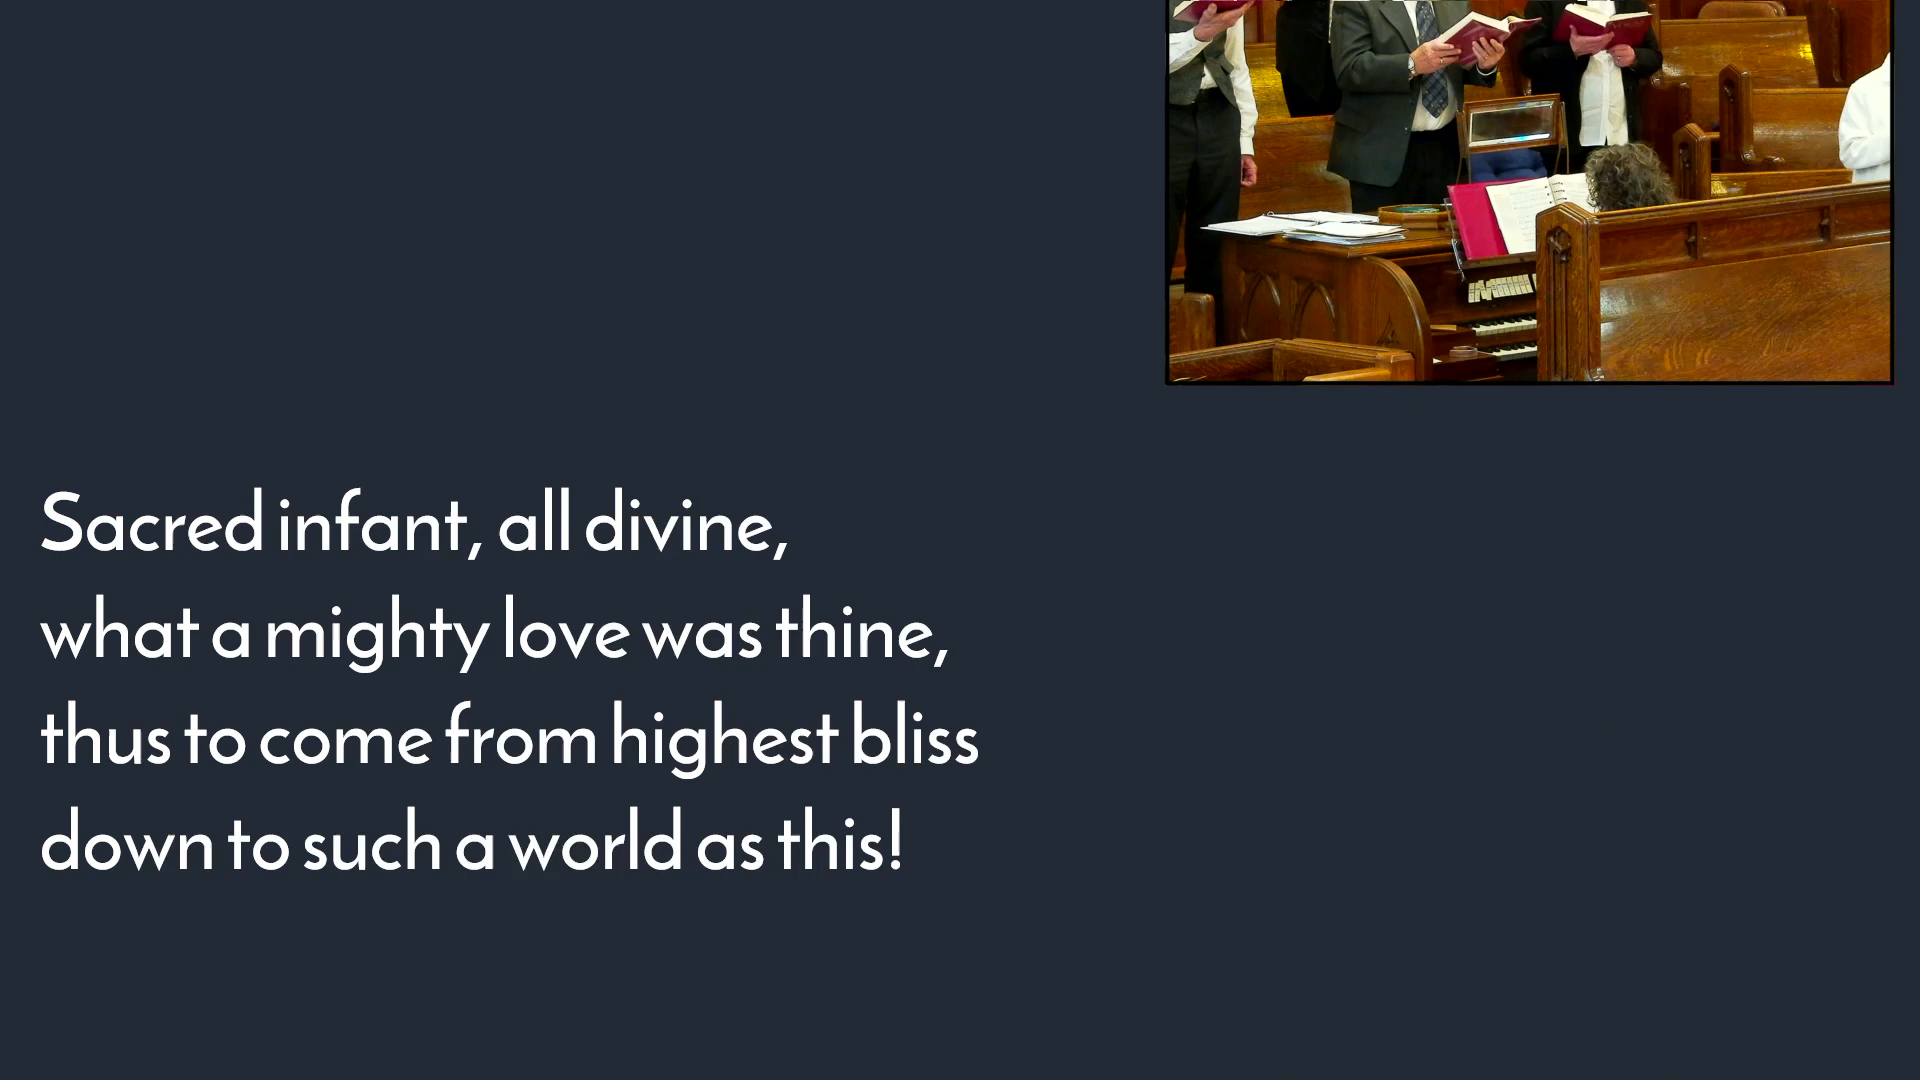 Sacred infant, all divine,
what a mighty love was thine,
thus to come from highest bliss
down to such a world as this!